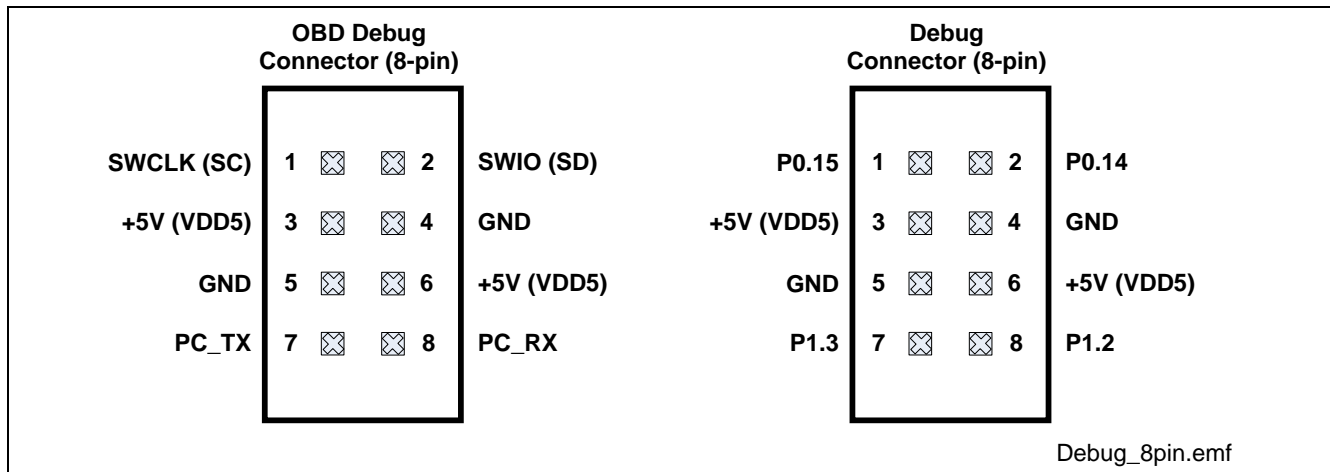 OBD Debug
Connector (8-pin)
SWCLK (SC) 1 2 SWIO (SD)
+5V (VDD5) 3 4 GND
GND 5 6 +5V (VDD5)
PC_TX 7 8 PC_RX
Debug
Connector (8-pin)
P0.15 1 2 P0.14
+5V (VDD5) 3 4 GND
GND 5 6 +5V (VDD5)
P1.3 7 8 P1.2
Debug_8pin.emf